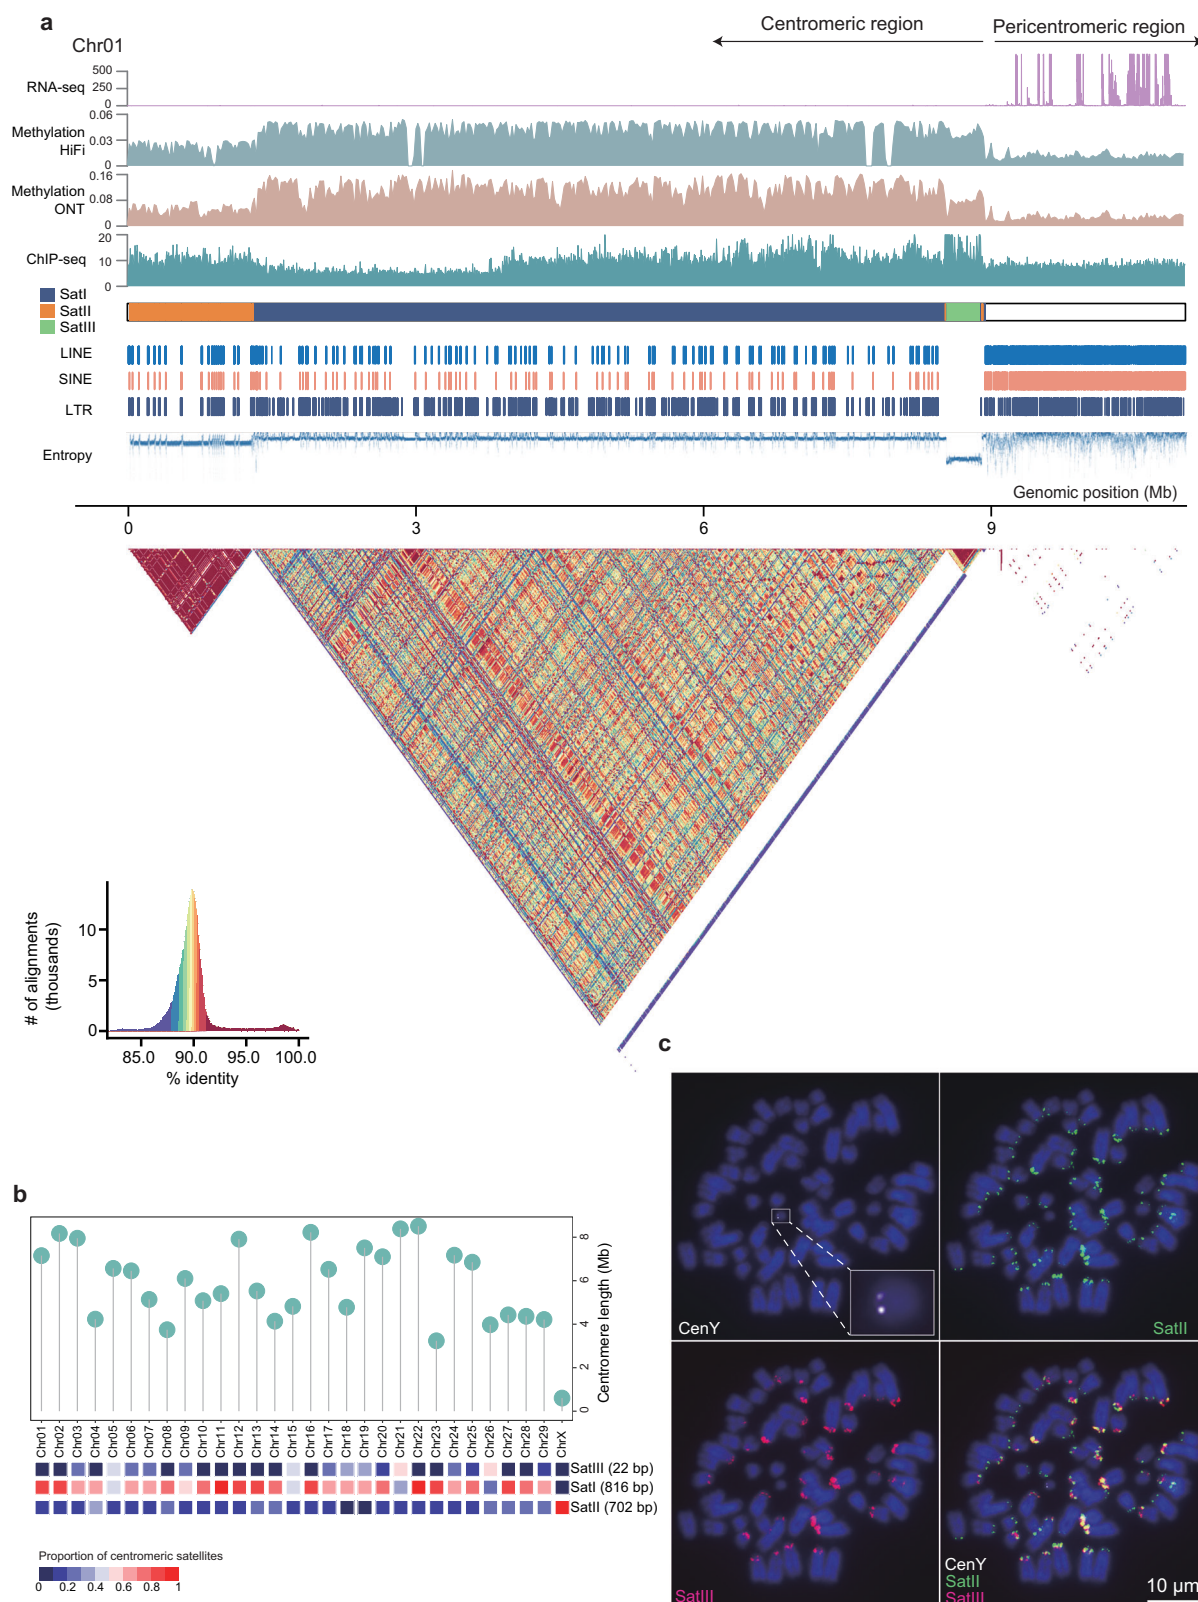 a
Chr01
Centromeric region
Pericentromeric region
RNA-seq
500
250
0
Methylation
HiFi
0.06
0.03
0
Methylation
ONT
0.16
0.08
0
ChIP-seq
20
10
0
SatI
SatII
SatIII
LINE
SINE
LTR
Entropy
Genomic position (Mb)
0 3 6 9
# of alignments
(thousands)
10
5
0
85.0 90.0 95.0 100.0
% identity
b
Centromere length (Mb)
8
6
4
2
0
Chr01 Chr02 Chr03 Chr04 Chr05 Chr06 Chr07 Chr08 Chr09 Chr10 Chr11 Chr12 Chr13 Chr14 Chr15 Chr16 Chr17 Chr18 Chr19 Chr20 Chr21 Chr22 Chr23 Chr24 Chr25 Chr26 Chr27 Chr28 Chr29 ChrX
SatIII (22 bp)
SatI (816 bp)
SatII (702 bp)
Proportion of centromeric satellites
0 0.2 0.4 0.6 0.8 1
c
CenY
SatII
SatIII
CenY
SatII
SatIII
10 µm